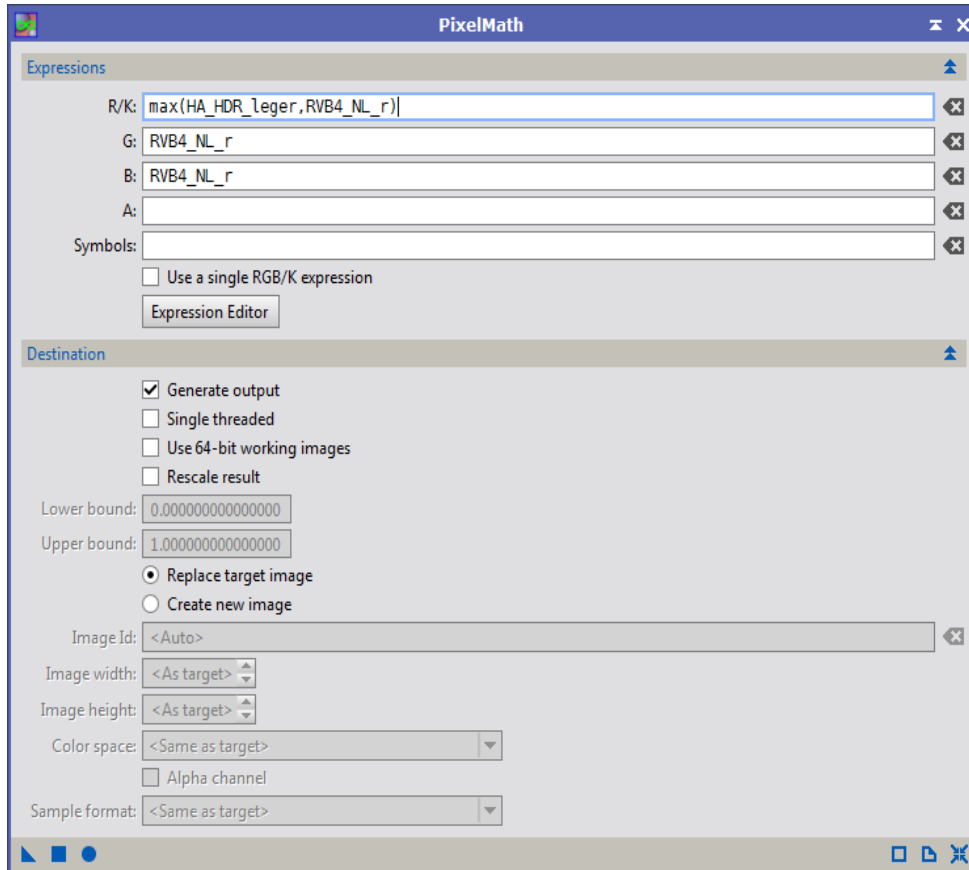 PixelMath
Expressions
R/K: max(HA_HDR_leger,RVB4_NL_r)
G: RVB4_NL_r
B: RVB4_NL_r
A:
Symbols:
Use a single RGB/K expression
Expression Editor
Destination
Generate output
Single threaded
Use 64-bit working images
Rescale result
Lower bound: 0.000000000000000
Upper bound: 1.000000000000000
Replace target image
Create new image
Image Id: <Auto>
Image width: <As target>
Image height: <As target>
Color space: <Same as target>
Alpha channel
Sample format: <Same as target>